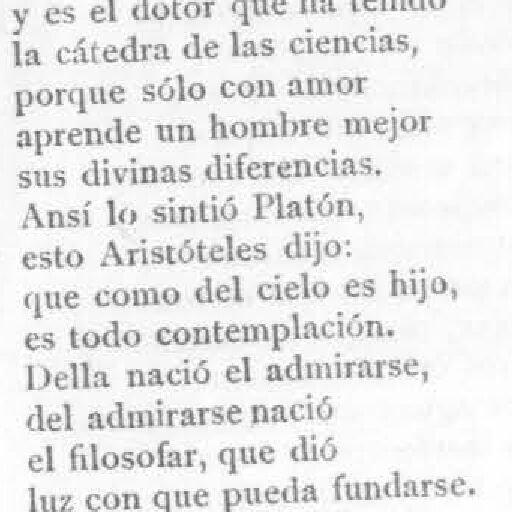 y es el dotor que ha tenido
la cátedra de las ciencias,
porque sólo con amor
aprende un hombre mejor
sus divinas diferencias.
Ansí lo sintió Platón,
esto Aristóteles dijo:
que como del cielo es hijo,
es todo contemplación.
Della nació el admirarse,
del admirarse nació
el filosofar, que dió
luz con que pueda fundarse.